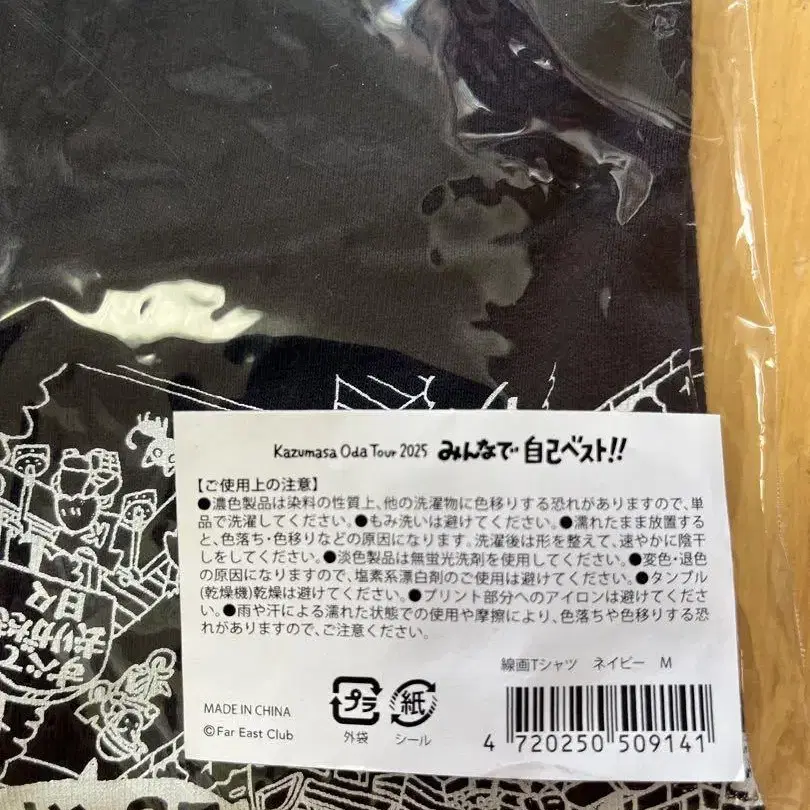 Kazumasa Oda Tour 2025 みんなで 自己ベスト!!
【ご使用上の注意】
●濃色製品は染料の性質上、他の洗濯物に色移りする恐れがありますので、単
品で洗濯してください。●もみ洗いは避けてください。●濡れたまま放置する
と、色落ち・色移りなどの原因になります。洗濯後は形を整えて、速やかに陰干
しをしてください。●淡色製品は無蛍光洗剤を使用してください。●変色・退色
の原因になりますので、塩素系漂白剤のご使用は避けてください。●タンブル
(乾燥機)乾燥は避けてください。●プリント部分へのアイロンは避けてくださ
い。●雨や汗による濡れた状態での使用や摩擦により、色落ちや色移りする恐
れがありますので、ご注意ください。
線画Tシャツ ネイビー M
MADE IN CHINA
©Far East Club
プラ
外袋
紙
シール
4 720250 509141
日々
すべて